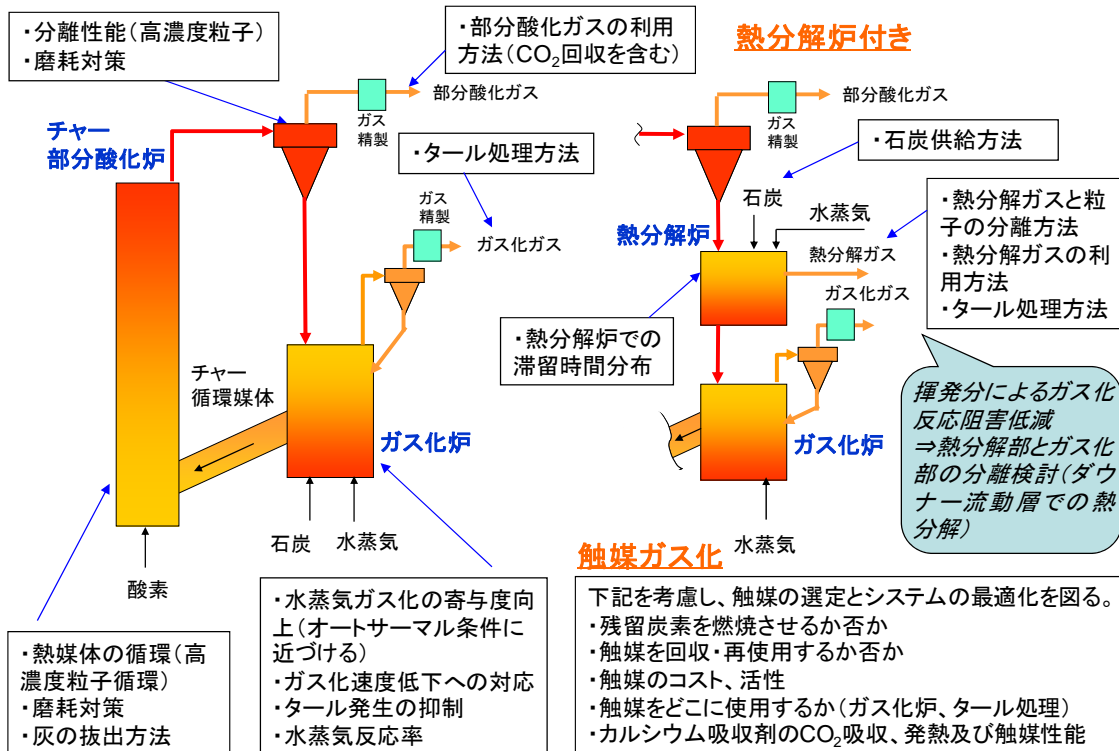 ・分離性能(高濃度粒子)
・磨耗対策
・部分酸化ガスの利用
方法(CO₂回収を含む)
部分酸化ガス
ガス
精製
チャー
部分酸化炉
・タール処理方法
ガス
精製
ガス化ガス
チャー
循環媒体
ガス化炉
石炭
水蒸気
酸素
・熱媒体の循環(高
濃度粒子循環)
・磨耗対策
・灰の抜出方法
・水蒸気ガス化の寄与度向
上(オートサーマル条件に
近づける)
・ガス化速度低下への対応
・タール発生の抑制
・水蒸気反応率
熱分解炉付き
部分酸化ガス
ガス
精製
・石炭供給方法
石炭
水蒸気
熱分解炉
熱分解ガス
・熱分解ガスと粒
子の分離方法
・熱分解ガスの利
用方法
・タール処理方法
ガス化ガス
・熱分解炉での
滞留時間分布
ガス化炉
水蒸気
揮発分によるガス化
反応阻害低減
⇒熱分解部とガス化
部の分離検討(ダウ
ナー流動層での熱
分解)
触媒ガス化
下記を考慮し、触媒の選定とシステムの最適化を図る。
・残留炭素を燃焼させるか否か
・触媒を回収・再使用するか否か
・触媒のコスト、活性
・触媒をどこに使用するか(ガス化炉、タール処理)
・カルシウム吸収剤のCO₂吸収、発熱及び触媒性能